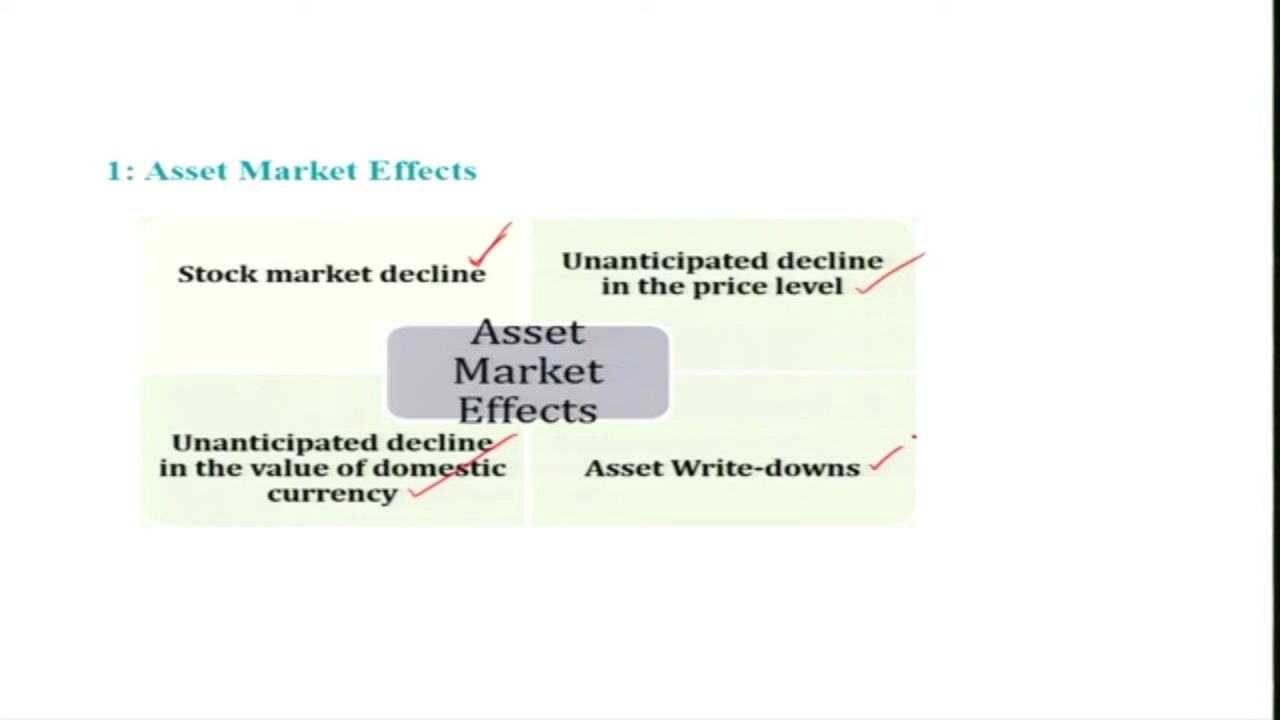 1: Asset Market Effects
Stock market decline
Unanticipated decline
in the price level
Asset
Market
Effects
Unanticipated decline
in the value of domestic
currency
Asset Write-downs